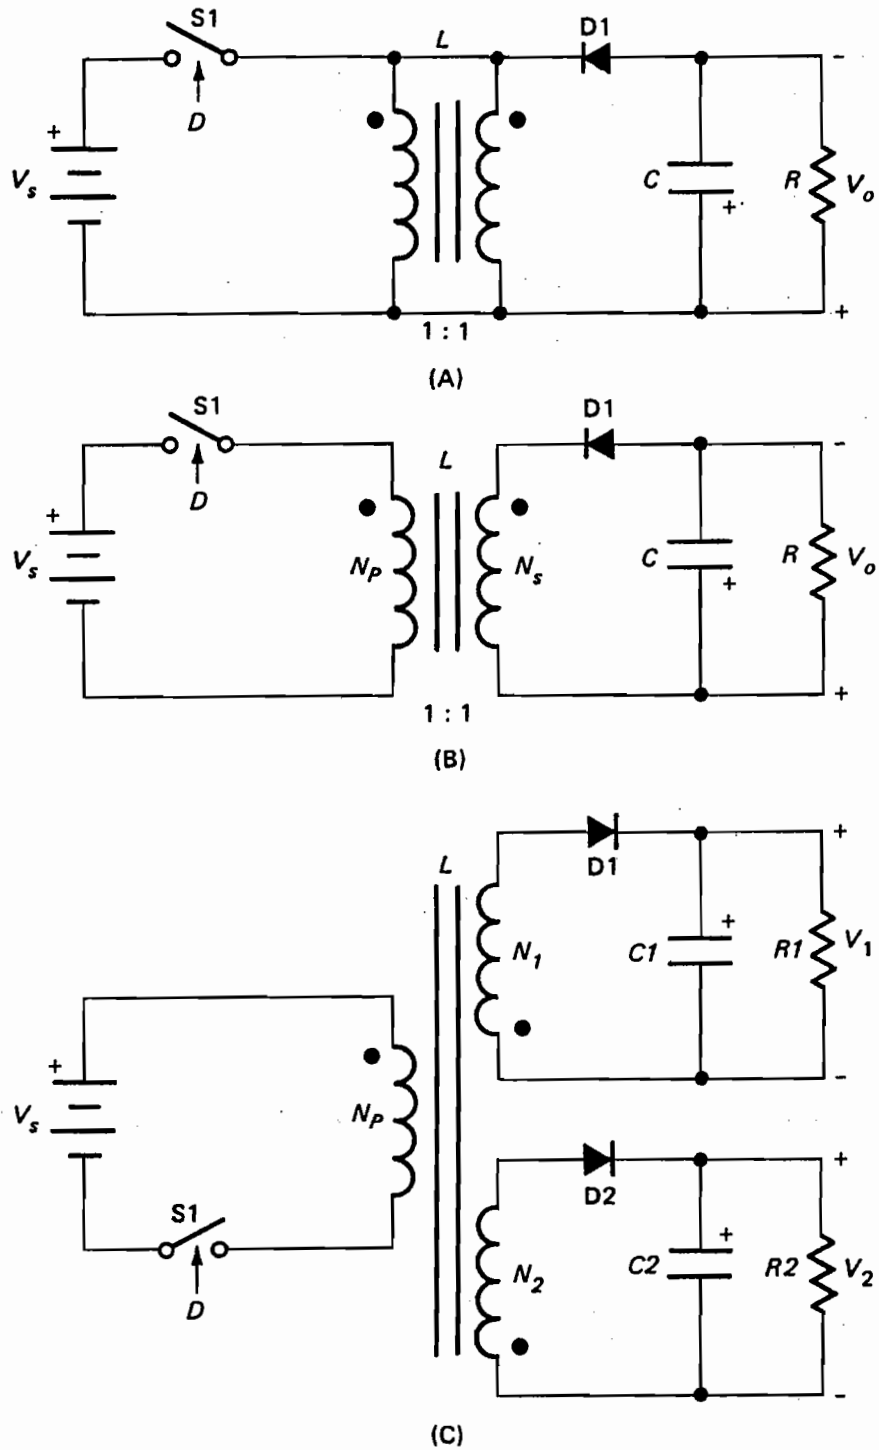 S1
L
D1
-
D
+
V_s
C
R
V_o
+
+
1 : 1
(A)
S1
D1
-
L
D
+
V_s
N_P
N_s
C
R
V_o
+
+
1 : 1
(B)
D1
+
L
+
N_1
C1
R1
V_1
-
+
V_s
N_P
S1
D
D2
+
+
N_2
C2
R2
V_2
-
(C)